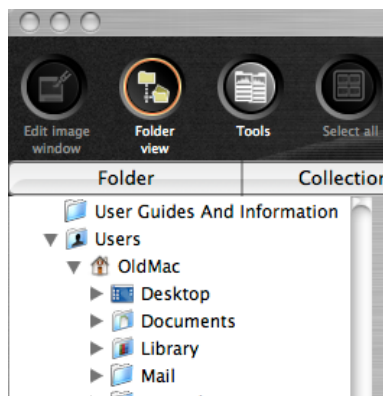 Edit image
window
Folder
view
Tools
Select all
Folder
Collection
User Guides And Information
Users
OldMac
Desktop
Documents
Library
Mail